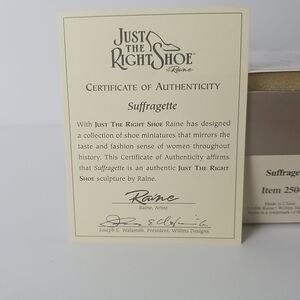 JUST
THE
RIGHT SHOE
by Raine
CERTIFICATE OF AUTHENTICITY
Suffragette
With JUST THE RIGHT SHOE Raine has designed
a collection of shoe miniatures that mirrors the
taste and fashion sense of women throughout
history. This Certificate of Authenticity affirms
that Suffragette is an authentic JUST THE RIGHT
SHOE sculpture by Raine.
Raine
Raine, Artist
Joseph E. Walsmith, President, Willitts Designs
Suffrage
Item 250
Made in China